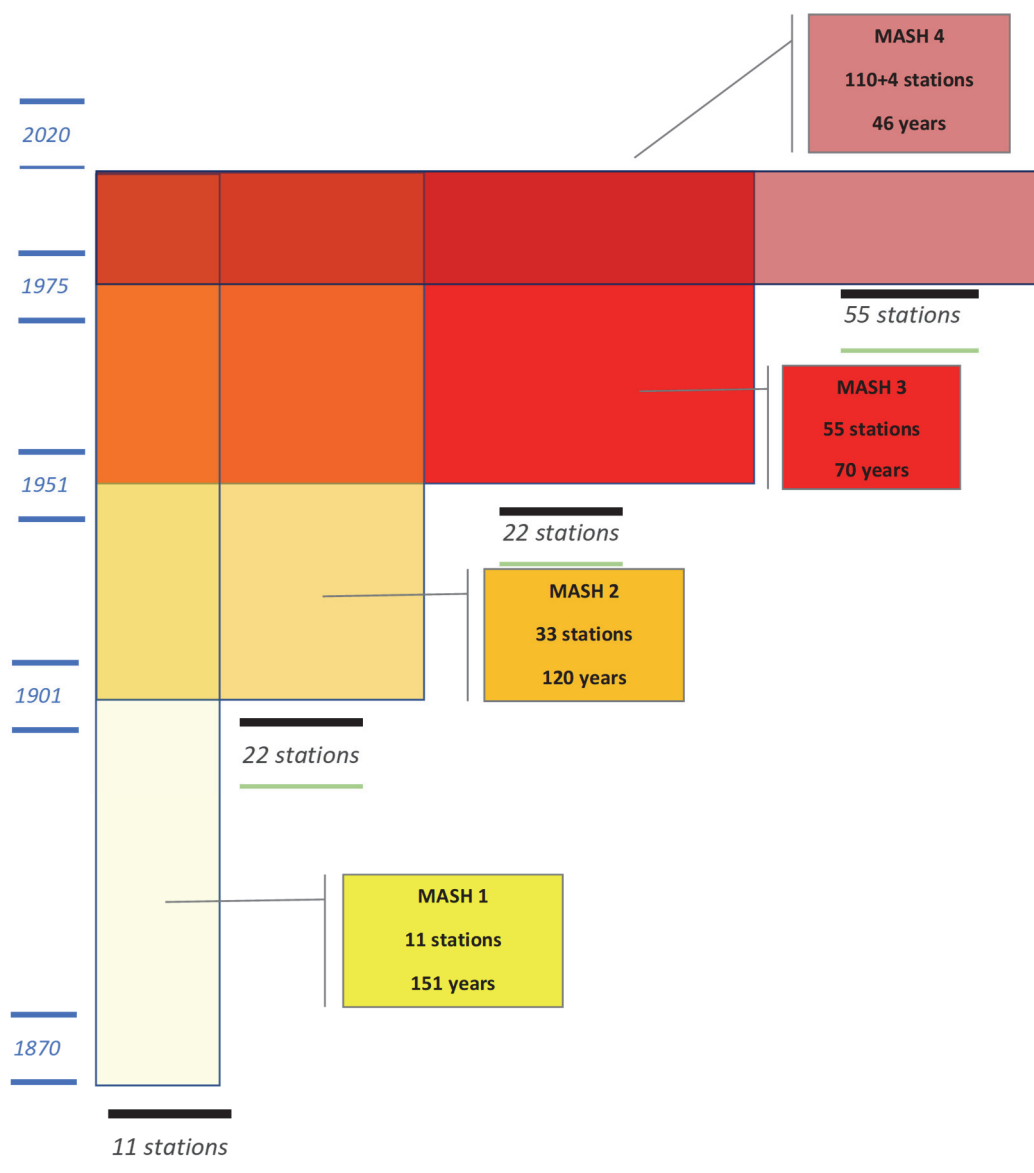 MASH 4
110+4 stations
46 years
2020
1975
55 stations
MASH 3
55 stations
70 years
1951
22 stations
MASH 2
33 stations
120 years
1901
22 stations
MASH 1
11 stations
151 years
1870
11 stations